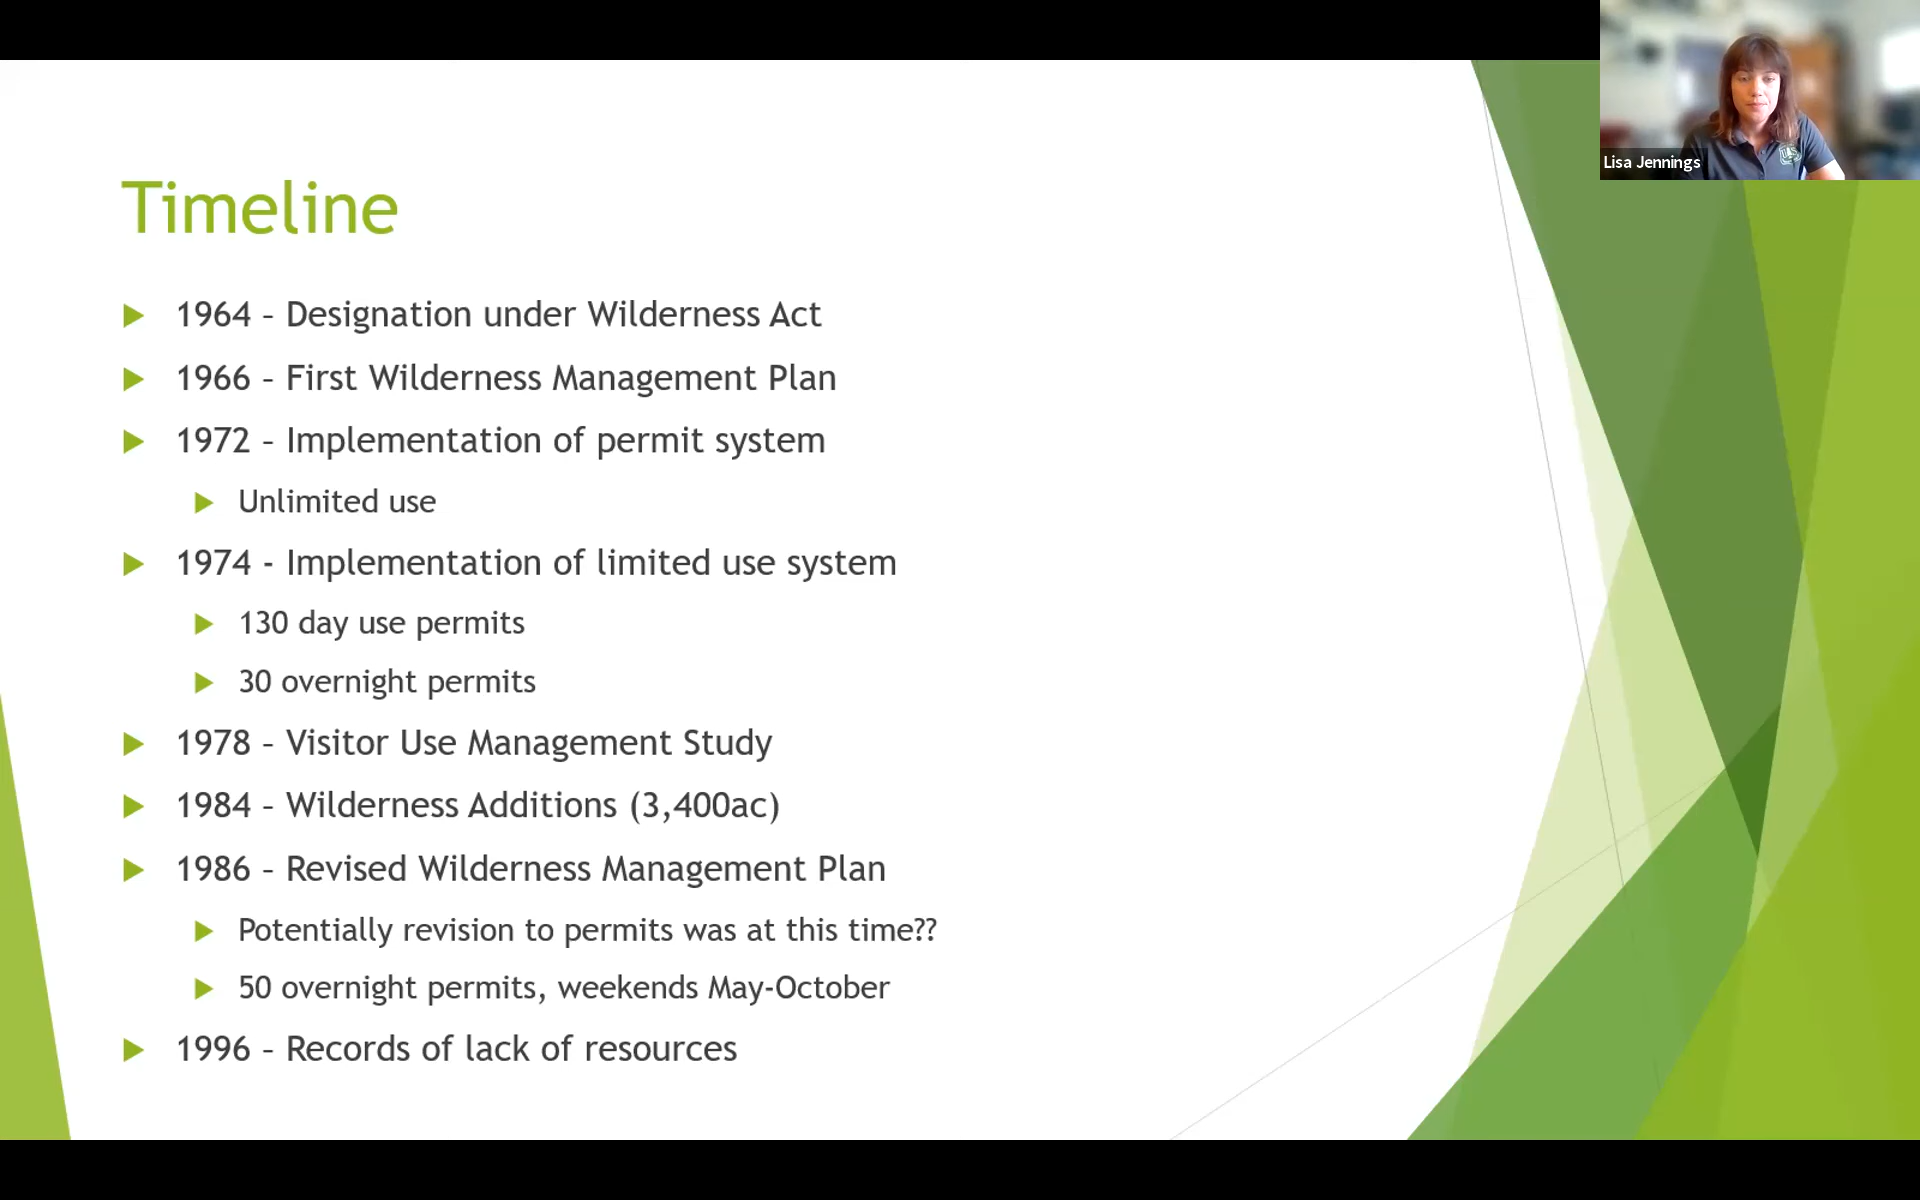 Lisa Jennings
Timeline
1964 – Designation under Wilderness Act
1966 – First Wilderness Management Plan
1972 – Implementation of permit system
Unlimited use
1974 - Implementation of limited use system
130 day use permits
30 overnight permits
1978 – Visitor Use Management Study
1984 – Wilderness Additions (3,400ac)
1986 – Revised Wilderness Management Plan
Potentially revision to permits was at this time??
50 overnight permits, weekends May-October
1996 – Records of lack of resources